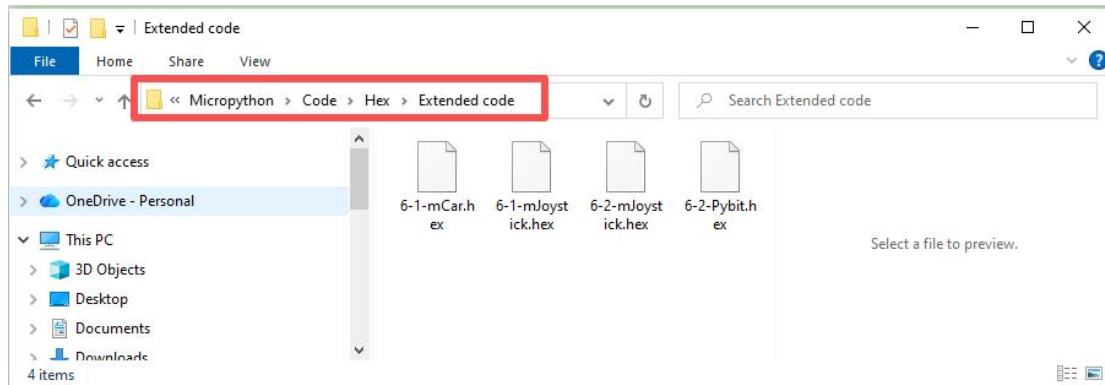 Extended code
File Home Share View
« Micropython › Code › Hex › Extended code
Search Extended code
Quick access
OneDrive - Personal
This PC
3D Objects
Desktop
Documents
Downloads
6-1-mCar.h
ex
6-1-mJoyst
ick.hex
6-2-mJoyst
ick.hex
6-2-Pybit.h
ex
Select a file to preview.
4 items